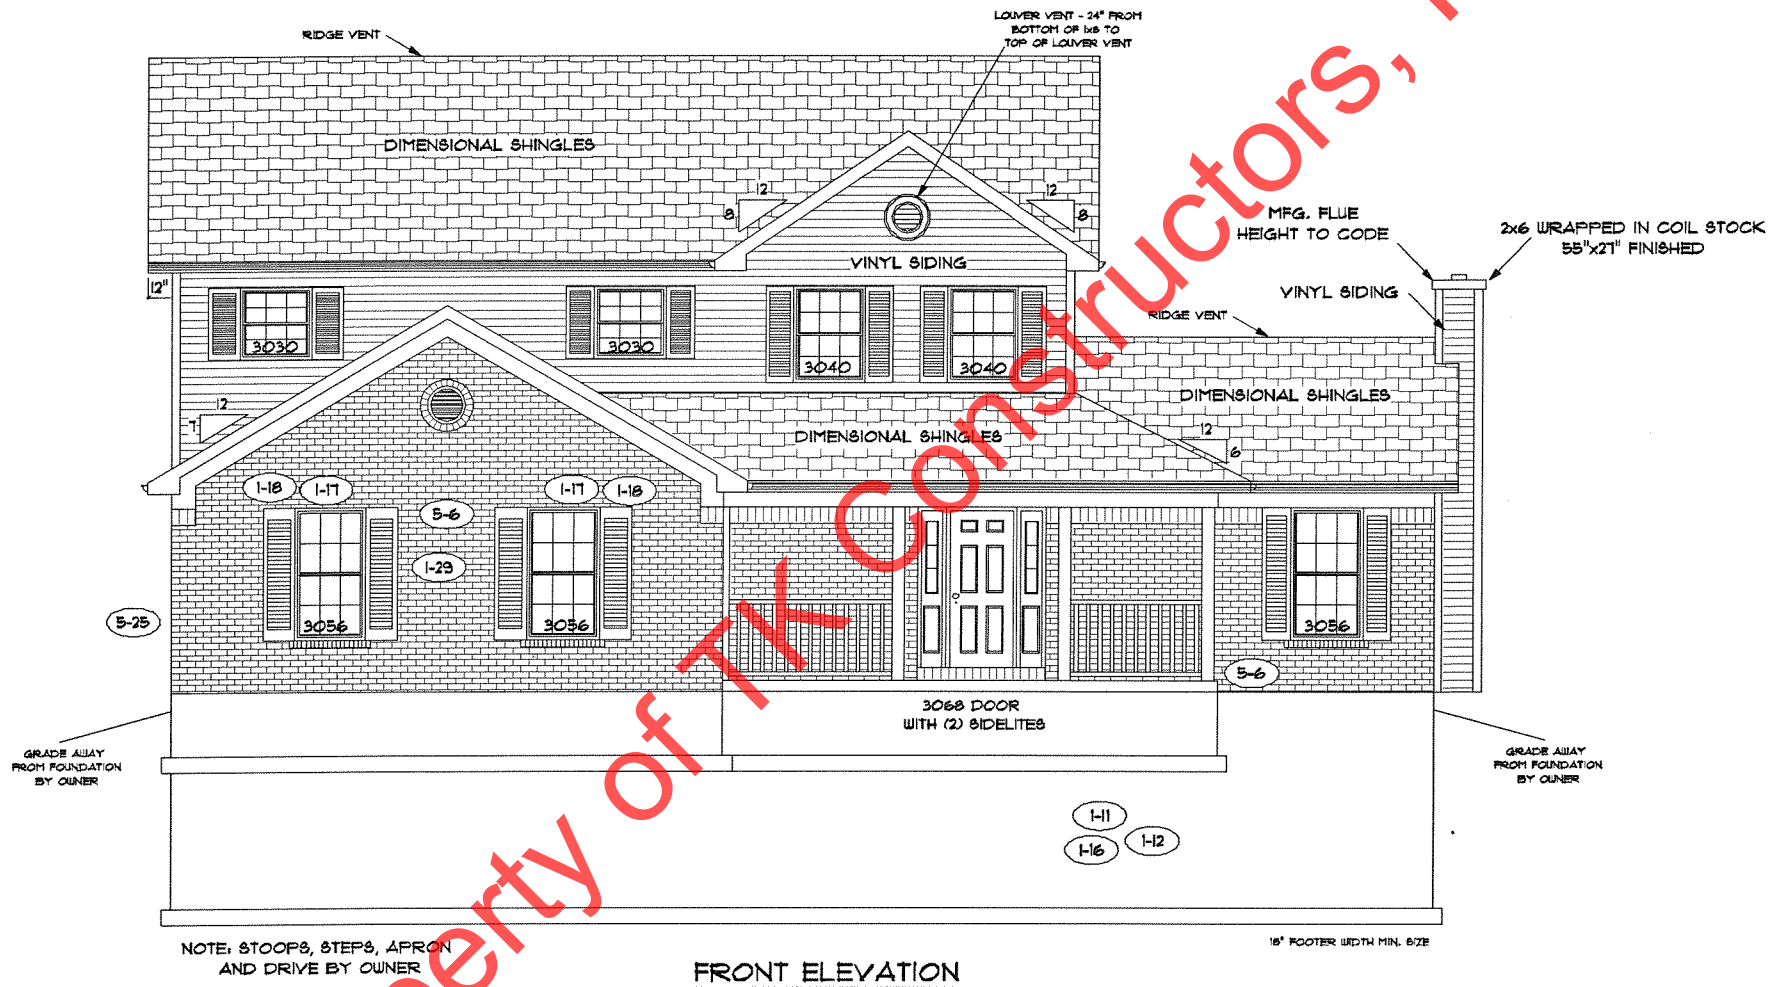 LOUVER VENT - 24" FROM
BOTTOM OF 1x8 TO
TOP OF LOUVER VENT
RIDGE VENT
DIMENSIONAL SHINGLES
12
8
12
8
MFG. FLUE
HEIGHT TO CODE
2x6 WRAPPED IN COIL STOCK
55"x27" FINISHED
VINYL SIDING
12"
VINYL SIDING
RIDGE VENT
3030
3030
3040
3040
DIMENSIONAL SHINGLES
12
7
DIMENSIONAL SHINGLES
12
6
1-18
1-17
1-17
1-18
5-6
1-29
5-25
3056
3056
3056
5-6
3068 DOOR
WITH (2) SIDELITES
GRADE AWAY
FROM FOUNDATION
BY OWNER
GRADE AWAY
FROM FOUNDATION
BY OWNER
1-11
1-16
1-12
NOTE: STOOPS, STEPS, APRON
AND DRIVE BY OWNER
18" FOOTER WIDTH MIN. SIZE
FRONT ELEVATION
perty of TK Constructors,